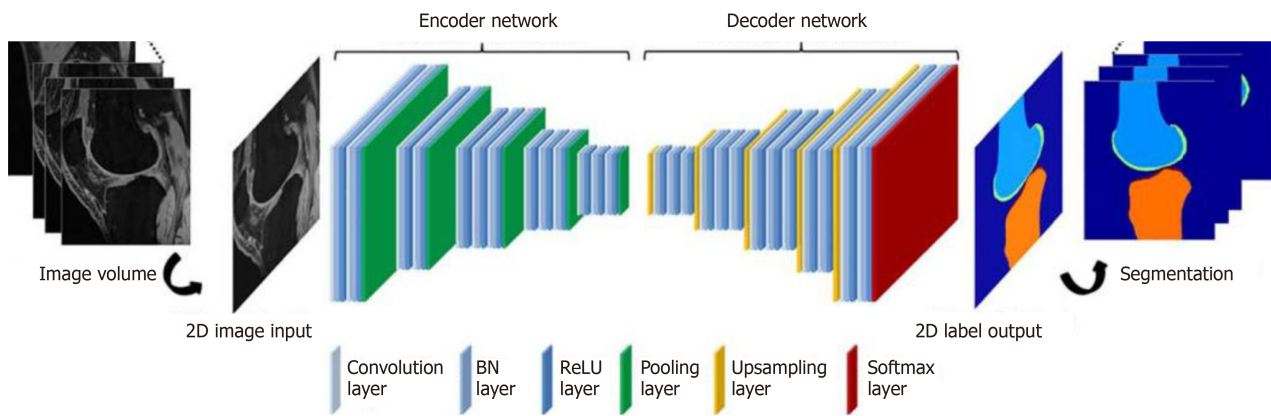 Encoder network
Decoder network
Image volume
2D image input
2D label output
Segmentation
Convolution
layer
BN
layer
ReLU
layer
Pooling
layer
Upsampling
layer
Softmax
layer